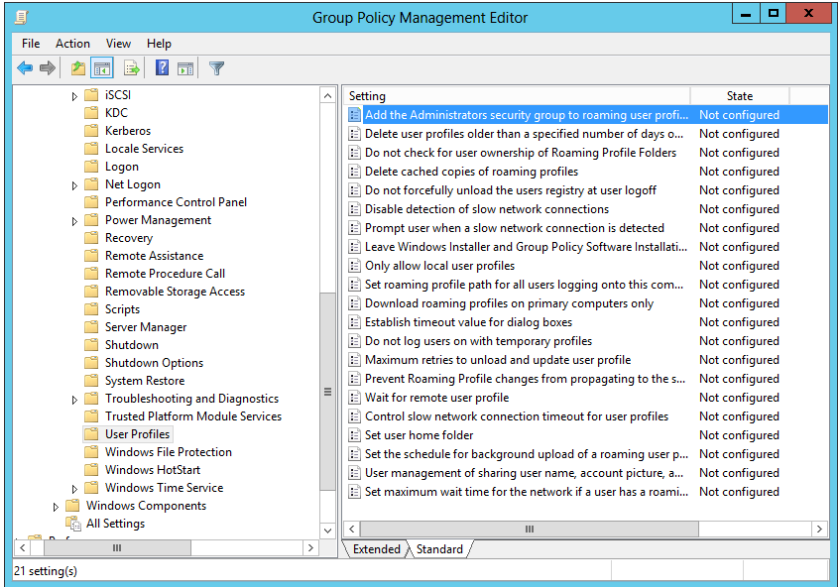 Group Policy Management Editor
File Action View Help
iSCSI
KDC
Kerberos
Locale Services
Logon
Net Logon
Performance Control Panel
Power Management
Recovery
Remote Assistance
Remote Procedure Call
Removable Storage Access
Scripts
Server Manager
Shutdown
Shutdown Options
System Restore
Troubleshooting and Diagnostics
Trusted Platform Module Services
User Profiles
Windows File Protection
Windows HotStart
Windows Time Service
Windows Components
All Settings
Setting State
Add the Administrators security group to roaming user profi... Not configured
Delete user profiles older than a specified number of days o... Not configured
Do not check for user ownership of Roaming Profile Folders Not configured
Delete cached copies of roaming profiles Not configured
Do not forcefully unload the users registry at user logoff Not configured
Disable detection of slow network connections Not configured
Prompt user when a slow network connection is detected Not configured
Leave Windows Installer and Group Policy Software Installati... Not configured
Only allow local user profiles Not configured
Set roaming profile path for all users logging onto this com... Not configured
Download roaming profiles on primary computers only Not configured
Establish timeout value for dialog boxes Not configured
Do not log users on with temporary profiles Not configured
Maximum retries to unload and update user profile Not configured
Prevent Roaming Profile changes from propagating to the s... Not configured
Wait for remote user profile Not configured
Control slow network connection timeout for user profiles Not configured
Set user home folder Not configured
Set the schedule for background upload of a roaming user p... Not configured
User management of sharing user name, account picture, a... Not configured
Set maximum wait time for the network if a user has a roami... Not configured
Extended Standard
21 setting(s)